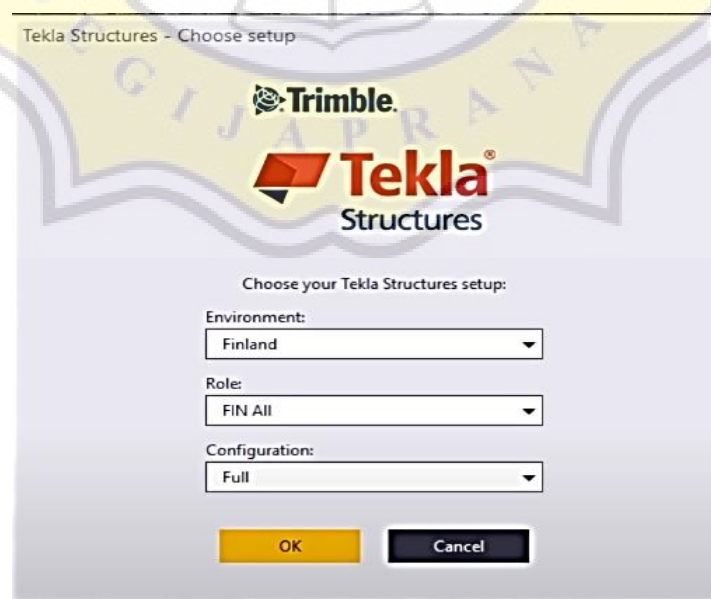 Tekla Structures - Choose setup
GIJAPRANA
Trimble.
Tekla®
Structures
Choose your Tekla Structures setup:
Environment:
Finland
Role:
FIN All
Configuration:
Full
OK
Cancel